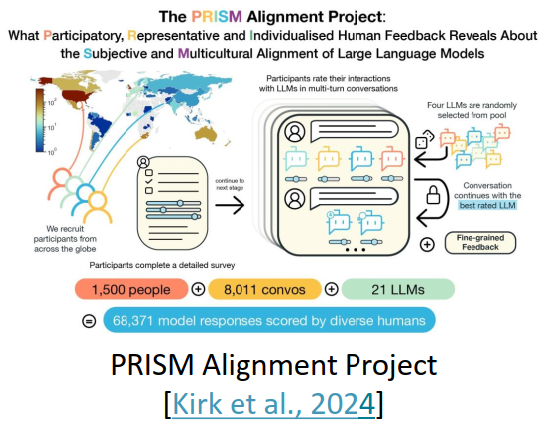 The PRISM Alignment Project:
What Participatory, Representative and Individualised Human Feedback Reveals About
the Subjective and Multicultural Alignment of Large Language Models
Participants rate their interactions
with LLMs in multi-turn conversations
Four LLMs are randomly
selected from pool
10²
10¹
10⁰
continue to
next stage
Conversation
continues with the
best rated LLM
We recruit
participants from
across the globe
Fine-grained
Feedback
Participants complete a detailed survey
1,500 people + 8,011 convos + 21 LLMs
= 68,371 model responses scored by diverse humans
PRISM Alignment Project
[Kirk et al., 2024]